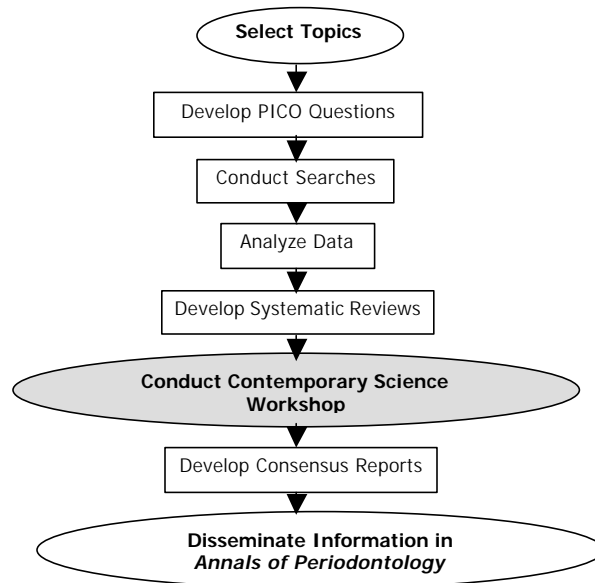 Select Topics
Develop PICO Questions
Conduct Searches
Analyze Data
Develop Systematic Reviews
Conduct Contemporary Science
Workshop
Develop Consensus Reports
Disseminate Information in
Annals of Periodontology